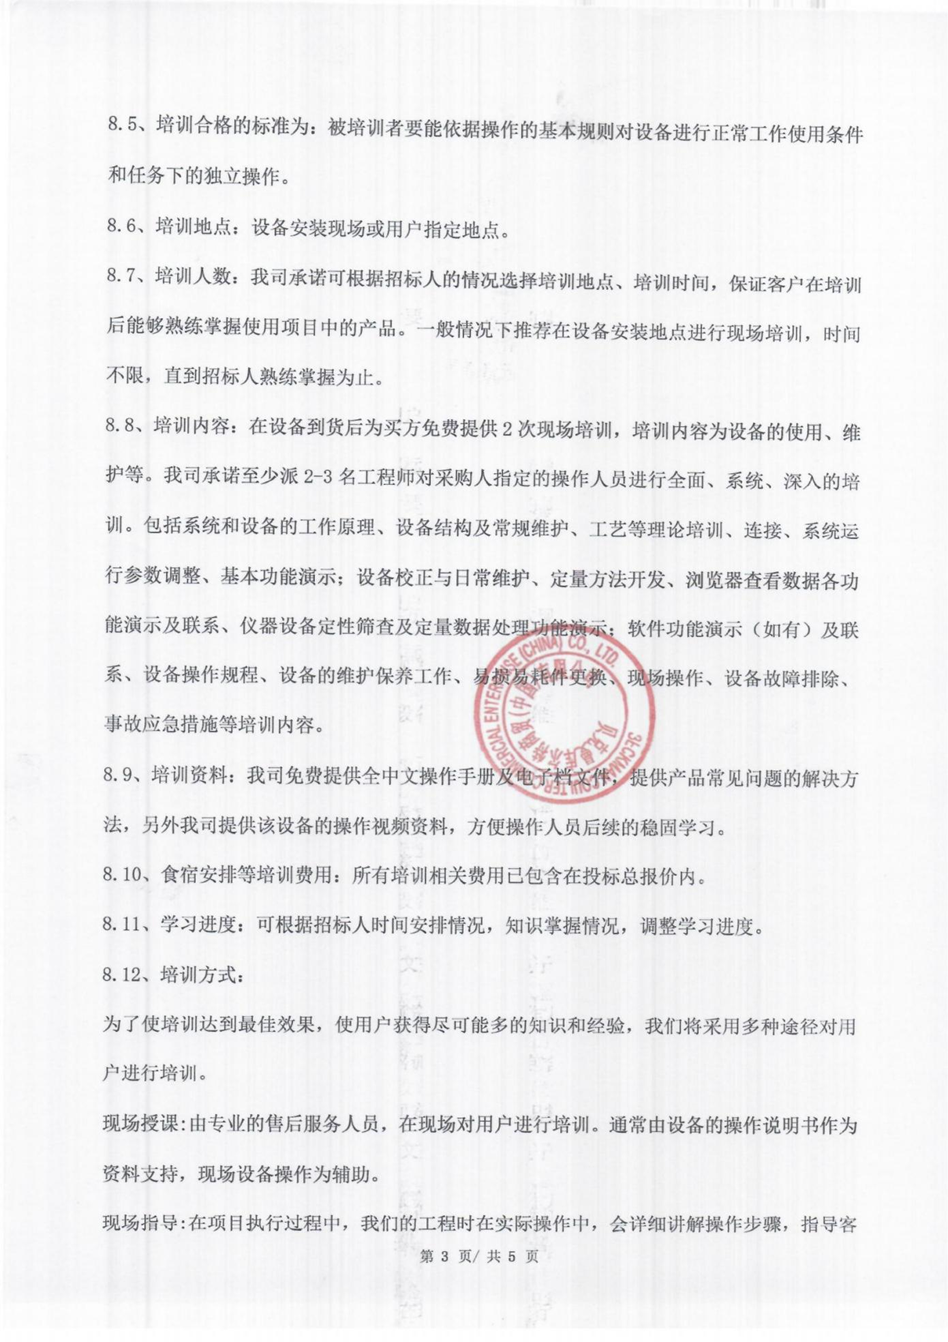 8.5、培训合格的标准为：被培训者要能依据操作的基本规则对设备进行正常工作使用条件
和任务下的独立操作。
8.6、培训地点：设备安装现场或用户指定地点。
8.7、培训人数：我司承诺可根据招标人的情况选择培训地点、培训时间，保证客户在培训
后能够熟练掌握使用项目中的产品。一般情况下推荐在设备安装地点进行现场培训，时间
不限，直到招标人熟练掌握为止。
8.8、培训内容：在设备到货后为买方免费提供 2 次现场培训，培训内容为设备的使用、维
护等。我司承诺至少派 2-3 名工程师对采购人指定的操作人员进行全面、系统、深入的培
训。包括系统和设备的工作原理、设备结构及常规维护、工艺等理论培训、连接、系统运
行参数调整、基本功能演示；设备校正与日常维护、定量方法开发、浏览器查看数据各功
能演示及联系、仪器设备定性筛查及定量数据处理功能演示；软件功能演示（如有）及联
系、设备操作规程、设备的维护保养工作、易损易耗件更换、现场操作、设备故障排除、
事故应急措施等培训内容。
8.9、培训资料：我司免费提供全中文操作手册及电子档文件，提供产品常见问题的解决方
法，另外我司提供该设备的操作视频资料，方便操作人员后续的稳固学习。
8.10、食宿安排等培训费用：所有培训相关费用已包含在投标总报价内。
8.11、学习进度：可根据招标人时间安排情况，知识掌握情况，调整学习进度。
8.12、培训方式：
为了使培训达到最佳效果，使用户获得尽可能多的知识和经验，我们将采用多种途径对用
户进行培训。
现场授课:由专业的售后服务人员，在现场对用户进行培训。通常由设备的操作说明书作为
资料支持，现场设备操作为辅助。
现场指导:在项目执行过程中，我们的工程时在实际操作中，会详细讲解操作步骤，指导客
第 3 页/ 共 5 页